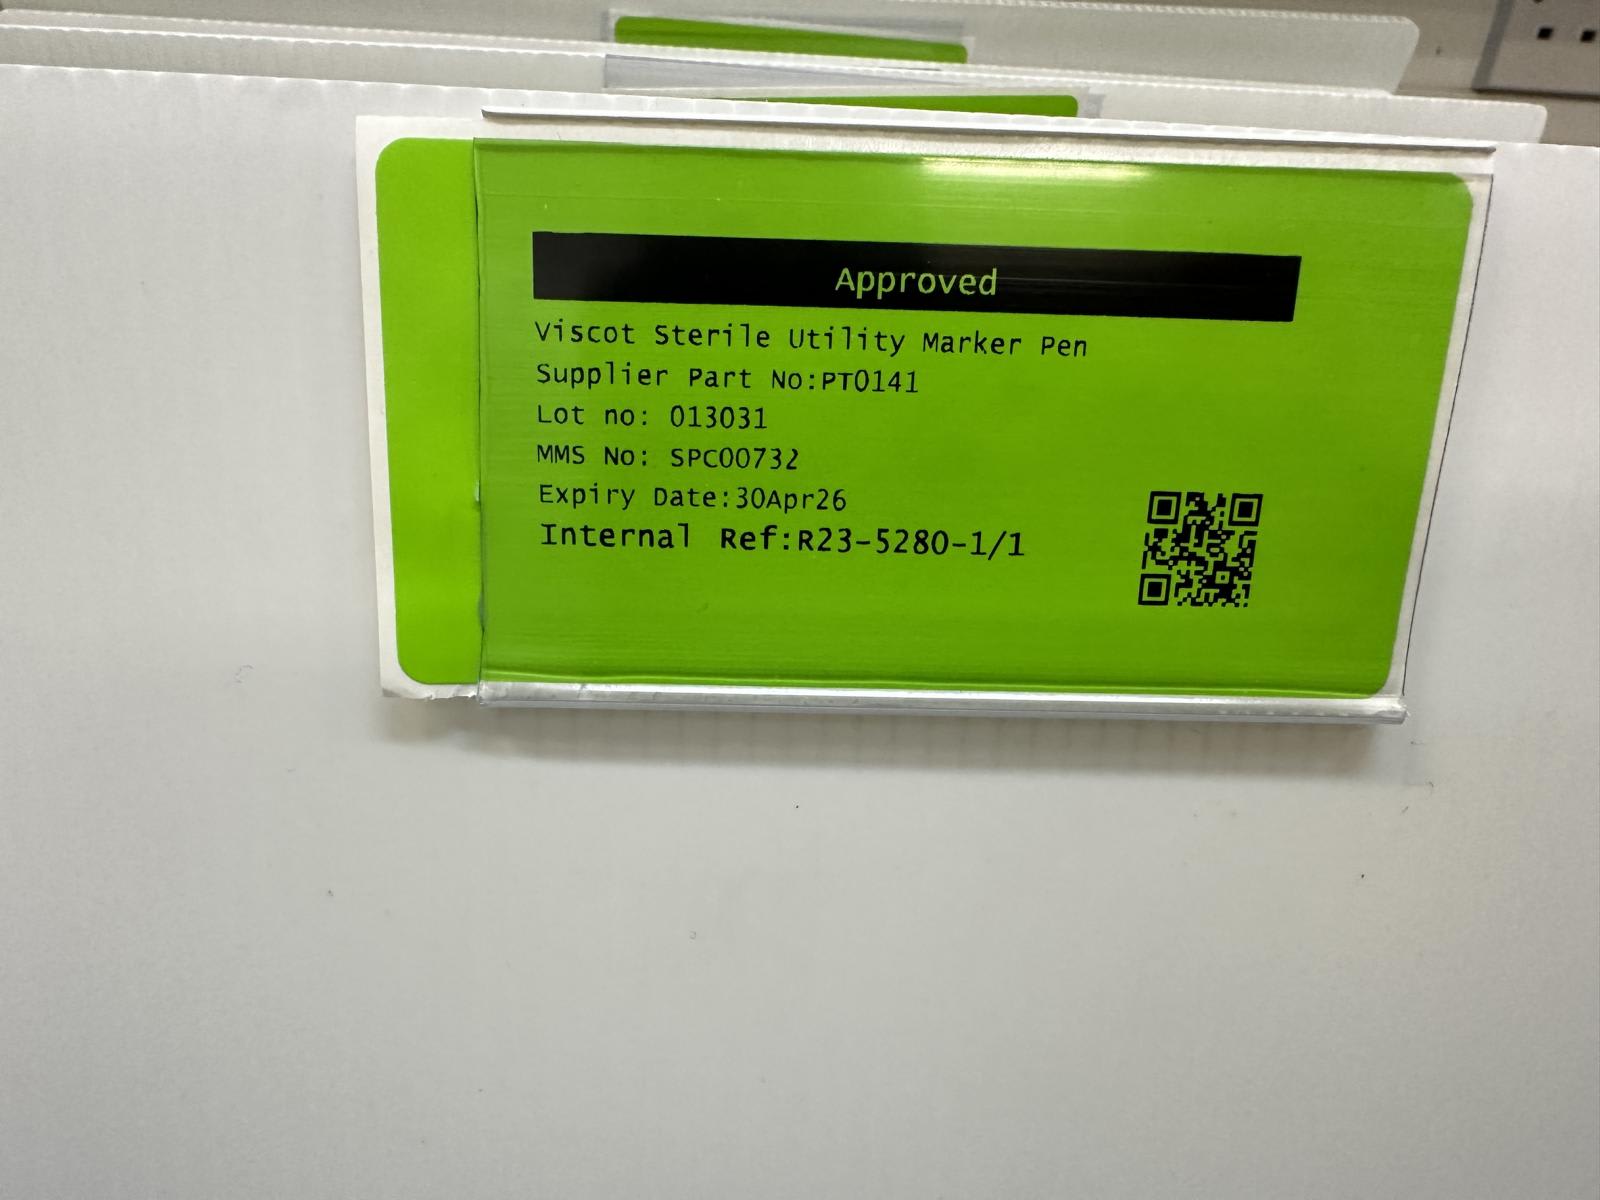 Approved
Viscot Sterile Utility Marker Pen
Supplier Part No:PT0141
Lot no: 013031
MMS No: SPC00732
Expiry Date:30Apr26
Internal Ref:R23-5280-1/1